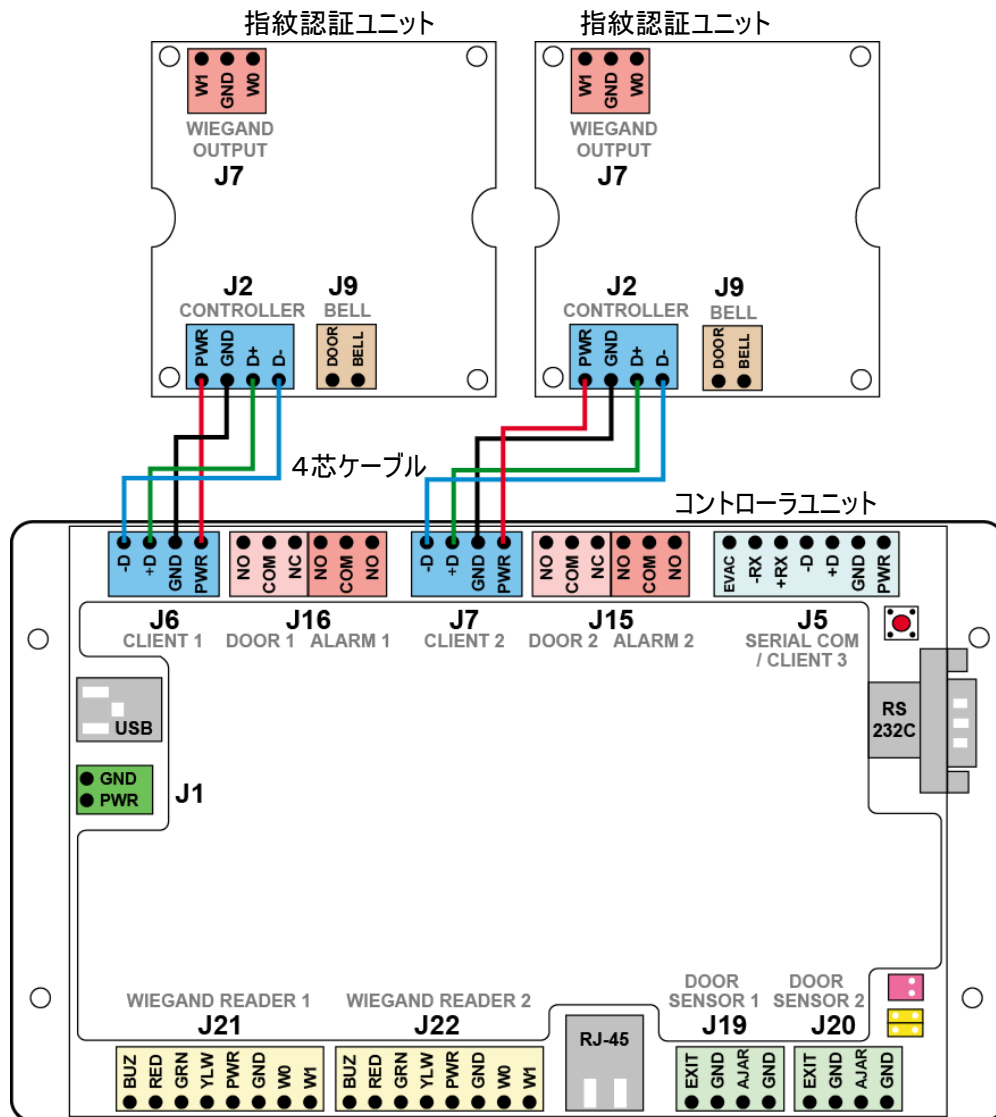 指紋認証ユニット
指紋認証ユニット
W1 GND W0
WIEGAND
OUTPUT
J7
W1 GND W0
WIEGAND
OUTPUT
J7
J2
CONTROLLER
PWR GND D+ D-
J9
BELL
DOOR BELL
J2
CONTROLLER
PWR GND D+ D-
J9
BELL
DOOR BELL
4芯ケーブル
コントローラユニット
-D +D GND PWR
J6
CLIENT 1
NO COM NC NO COM NO
J16
DOOR 1 ALARM 1
-D +D GND PWR
J7
CLIENT 2
NO COM NC NO COM NO
J15
DOOR 2 ALARM 2
EVAC -RX +RX -D +D GND PWR
J5
SERIAL COM
/ CLIENT 3
USB
RS
232C
GND
PWR
J1
WIEGAND READER 1
J21
BUZ RED GRN YLW PWR GND W0 W1
WIEGAND READER 2
J22
BUZ RED GRN YLW PWR GND W0 W1
RJ-45
DOOR
SENSOR 1
J19
EXIT GND AJAR GND
DOOR
SENSOR 2
J20
EXIT GND AJAR GND